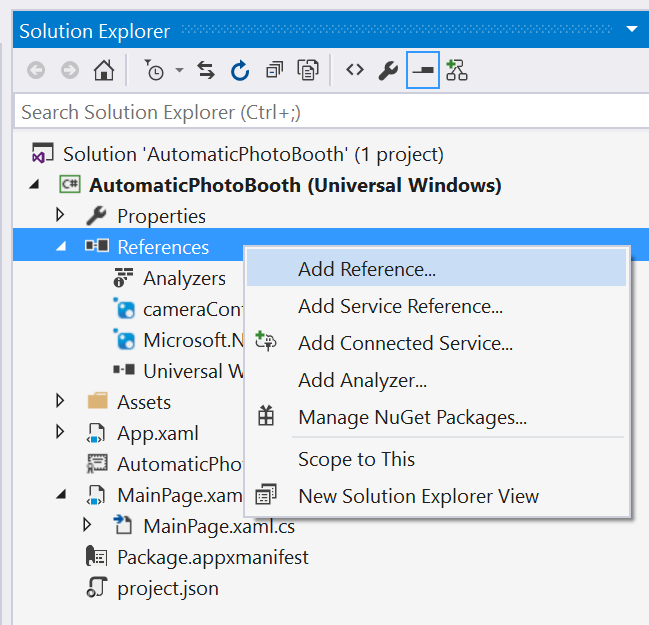 Solution Explorer
Search Solution Explorer (Ctrl+;)
Solution 'AutomaticPhotoBooth' (1 project)
C# AutomaticPhotoBooth (Universal Windows)
Properties
References
Add Reference...
Analyzers
Add Service Reference...
cameraCon
Microsoft.N
Add Connected Service...
Universal W
Add Analyzer...
Assets
Manage NuGet Packages...
App.xaml
AutomaticPho
Scope to This
MainPage.xam
New Solution Explorer View
MainPage.xaml.cs
Package.appxmanifest
project.json